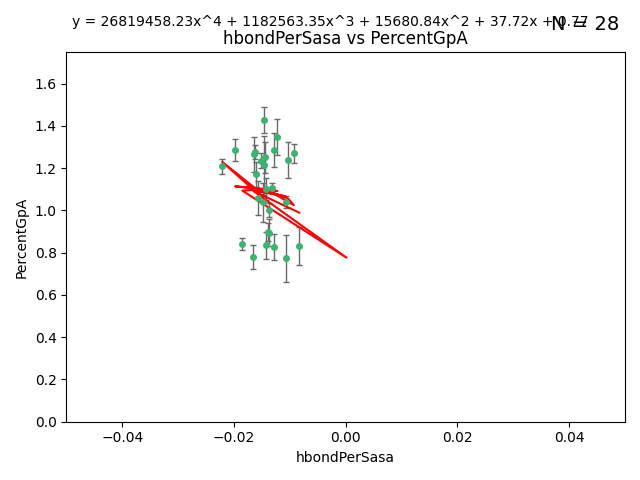 y = 26819458.23x^4 + 1182563.35x^3 + 15680.84x^2 + 37.72x + 0.77
N = 28
hbondPerSasa vs PercentGpA
1.6
1.4
1.2
1.0
0.8
0.6
0.4
0.2
0.0
PercentGpA
−0.04
−0.02
0.00
0.02
0.04
hbondPerSasa